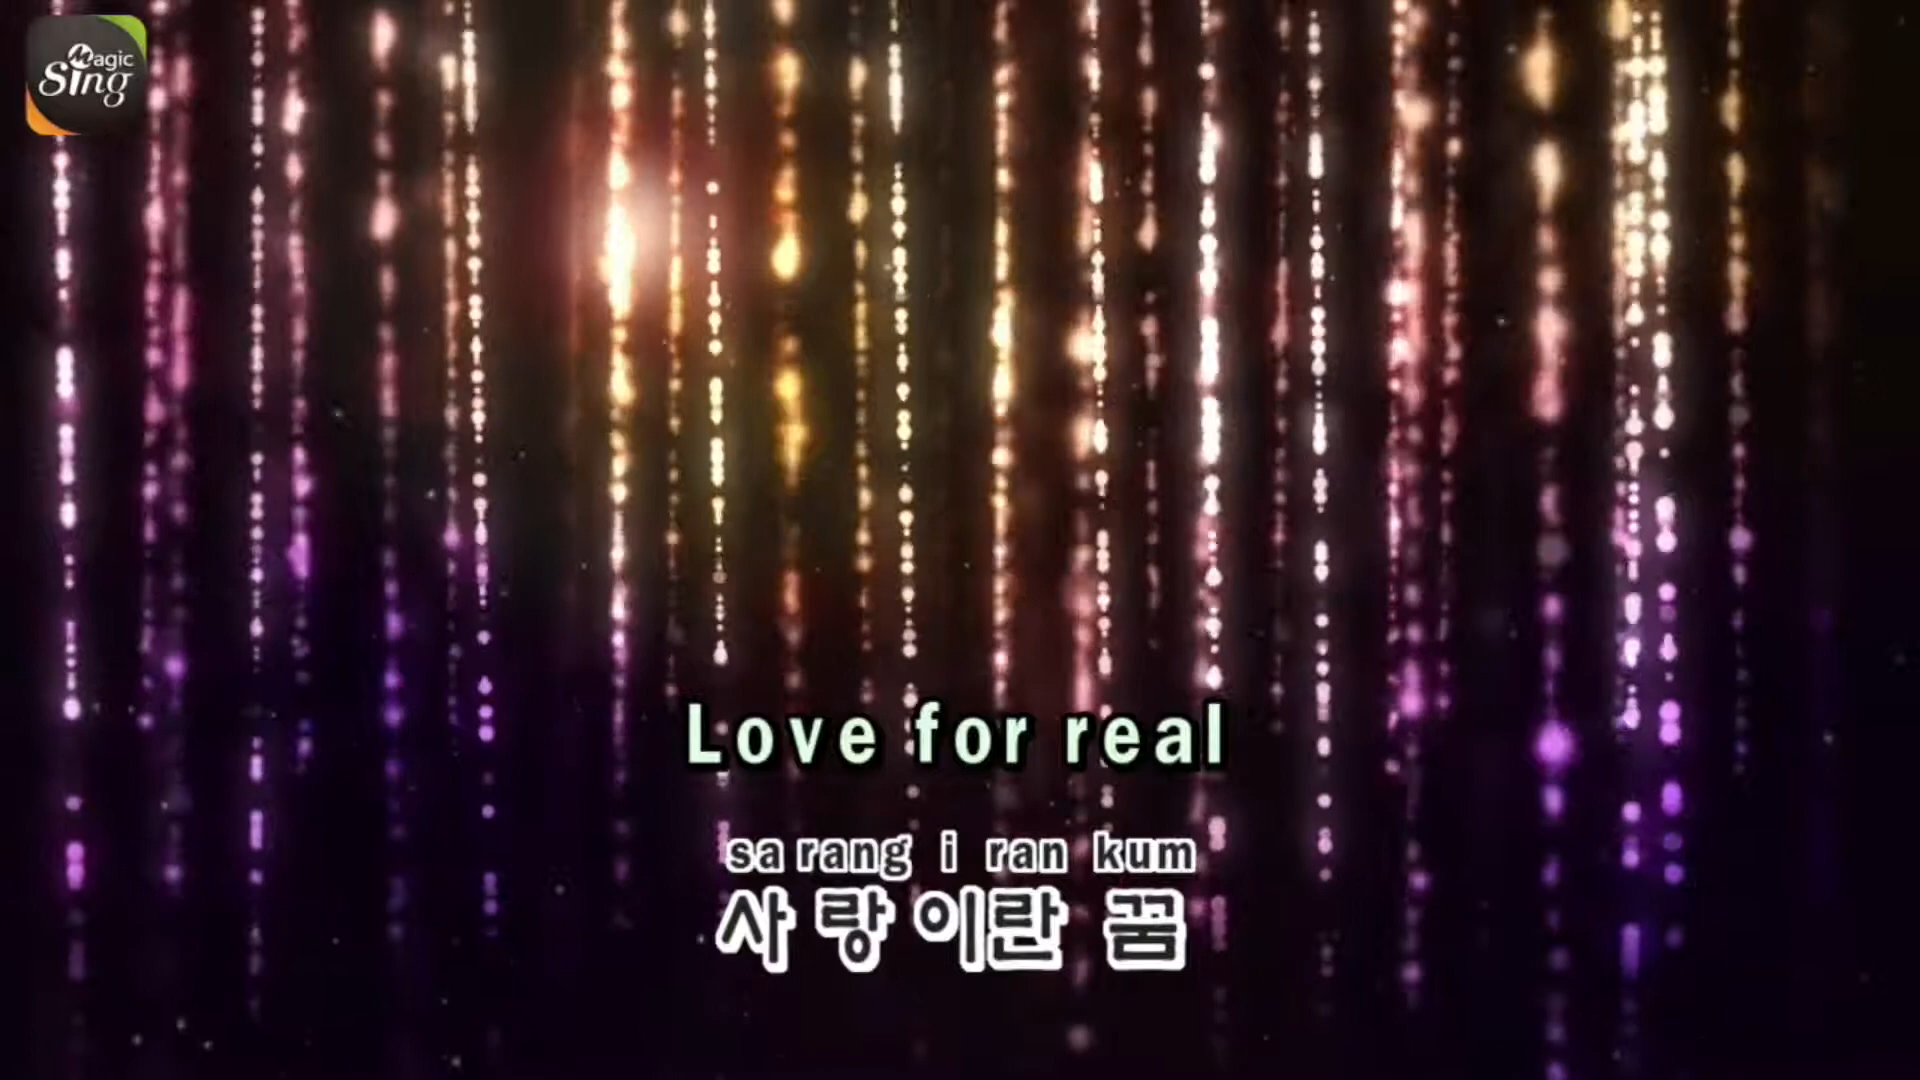 Magic
Sing
Love for real
sa rang i ran kum
사랑이란 꿈